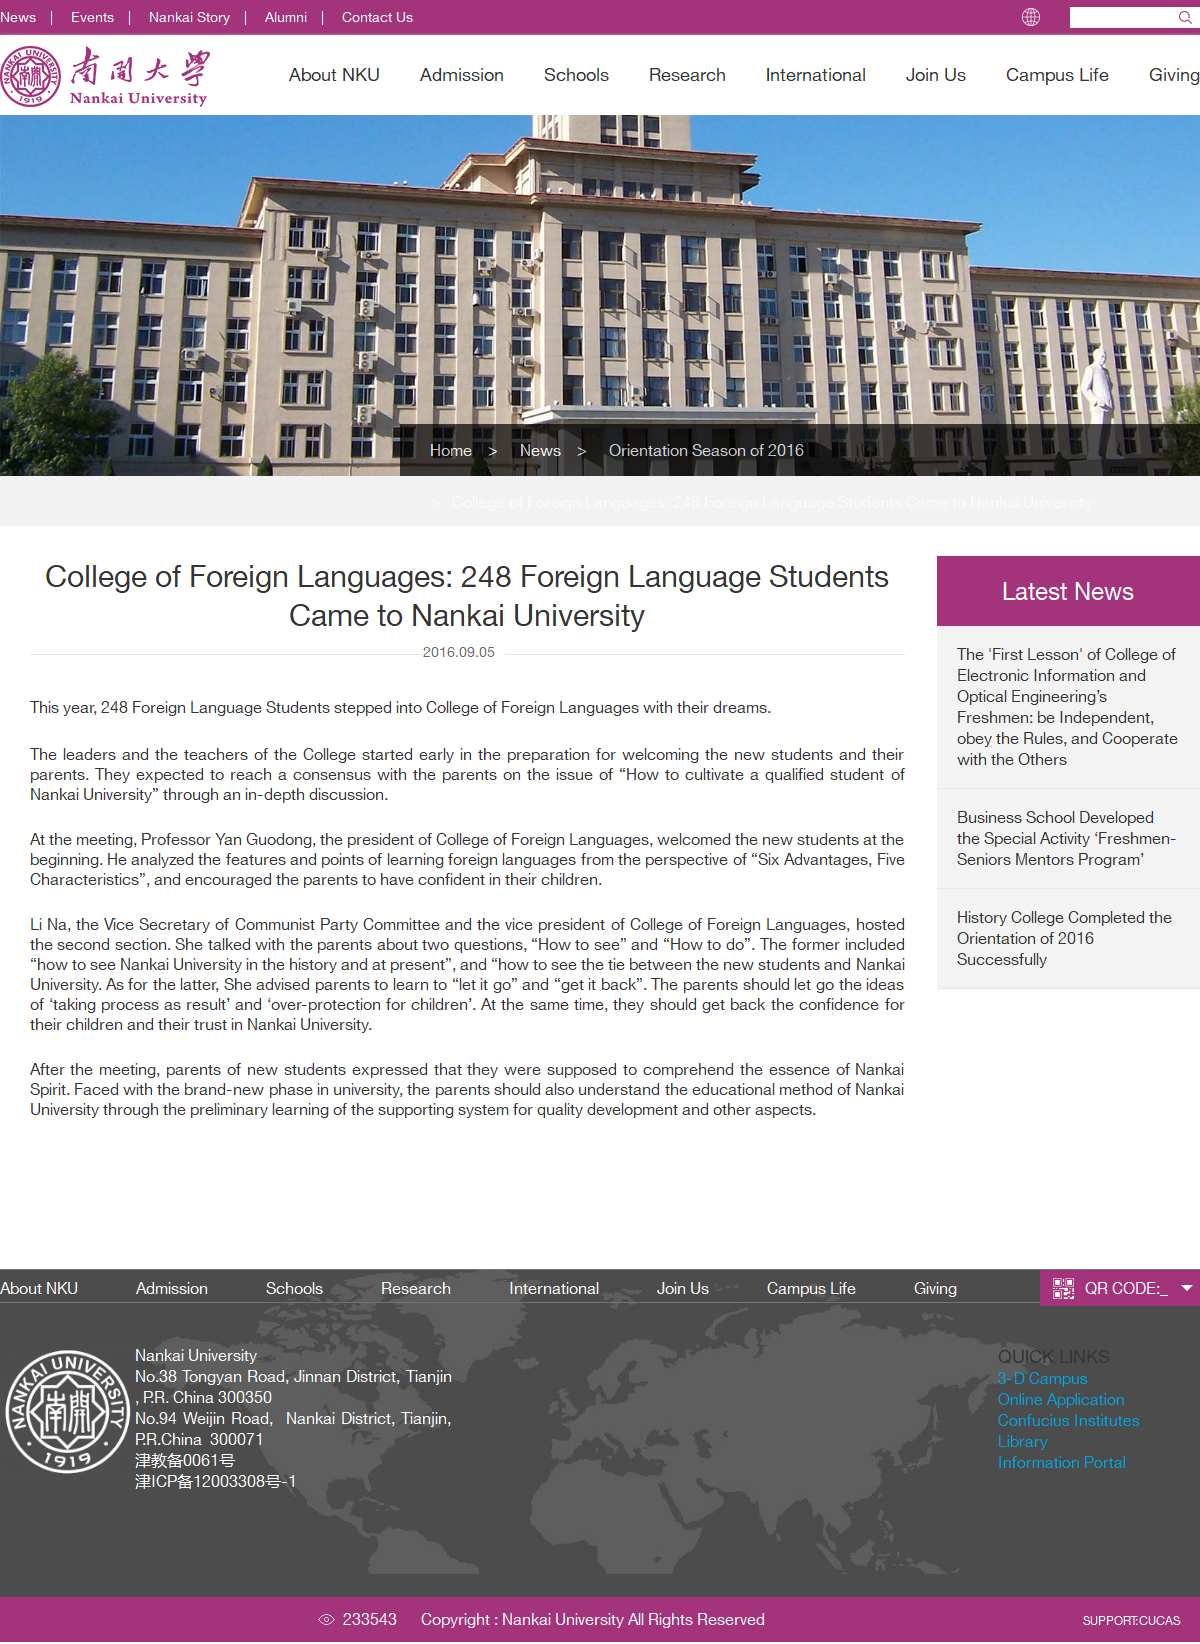 News | Events | Nankai Story | Alumni | Contact Us
NANKAI UNIVERSITY
南開
1919
南開大學
Nankai University
About NKU Admission Schools Research International Join Us Campus Life Giving
Home > News > Orientation Season of 2016
> College of Foreign Languages: 248 Foreign Language Students Came to Nankai University
College of Foreign Languages: 248 Foreign Language Students
Came to Nankai University
2016.09.05
This year, 248 Foreign Language Students stepped into College of Foreign Languages with their dreams.
The leaders and the teachers of the College started early in the preparation for welcoming the new students and their
parents. They expected to reach a consensus with the parents on the issue of “How to cultivate a qualified student of
Nankai University” through an in-depth discussion.
At the meeting, Professor Yan Guodong, the president of College of Foreign Languages, welcomed the new students at the
beginning. He analyzed the features and points of learning foreign languages from the perspective of “Six Advantages, Five
Characteristics”, and encouraged the parents to have confident in their children.
Li Na, the Vice Secretary of Communist Party Committee and the vice president of College of Foreign Languages, hosted
the second section. She talked with the parents about two questions, “How to see” and “How to do”. The former included
“how to see Nankai University in the history and at present”, and “how to see the tie between the new students and Nankai
University. As for the latter, She advised parents to learn to “let it go” and “get it back”. The parents should let go the ideas
of ‘taking process as result’ and ‘over-protection for children’. At the same time, they should get back the confidence for
their children and their trust in Nankai University.
After the meeting, parents of new students expressed that they were supposed to comprehend the essence of Nankai
Spirit. Faced with the brand-new phase in university, the parents should also understand the educational method of Nankai
University through the preliminary learning of the supporting system for quality development and other aspects.
Latest News
The 'First Lesson' of College of
Electronic Information and
Optical Engineering’s
Freshmen: be Independent,
obey the Rules, and Cooperate
with the Others
Business School Developed
the Special Activity ‘Freshmen-
Seniors Mentors Program’
History College Completed the
Orientation of 2016
Successfully
About NKU Admission Schools Research International Join Us Campus Life Giving
QR CODE:_
NANKAI UNIVERSITY
南開
1919
Nankai University
No.38 Tongyan Road, Jinnan District, Tianjin
, P.R. China 300350
No.94 Weijin Road, Nankai District, Tianjin,
P.R.China 300071
津教备0061号
津ICP备12003308号-1
QUICK LINKS
3-D Campus
Online Application
Confucius Institutes
Library
Information Portal
233543 Copyright : Nankai University All Rights Reserved
SUPPORT:CUCAS